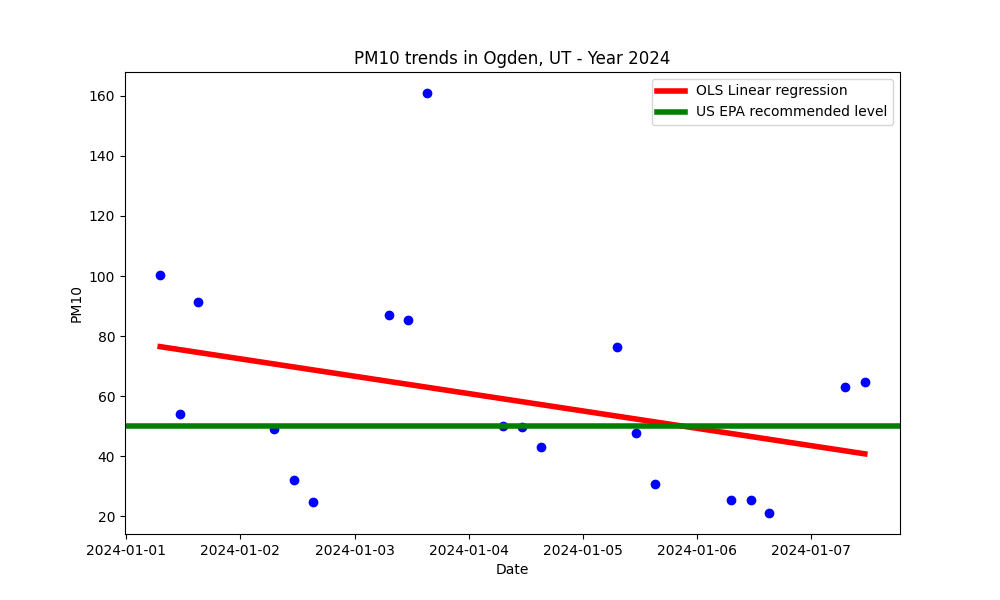 PM10 trends in Ogden, UT - Year 2024
OLS Linear regression
US EPA recommended level
160
140
120
100
80
60
40
20
PM10
2024-01-01 2024-01-02 2024-01-03 2024-01-04 2024-01-05 2024-01-06 2024-01-07
Date